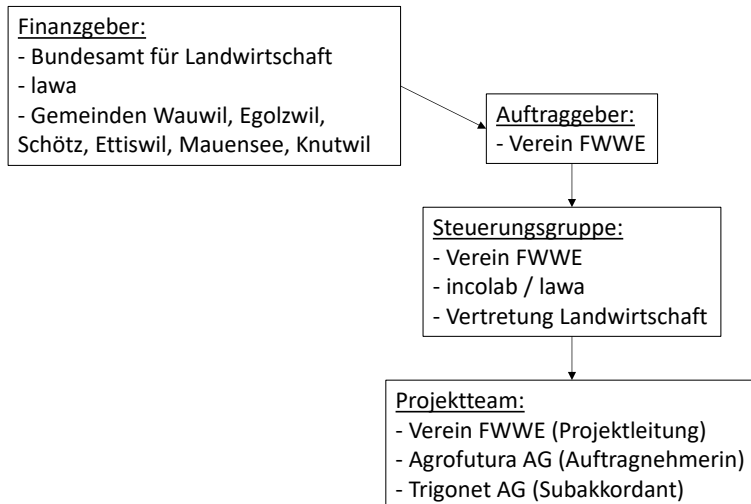 Finanzgeber:
- Bundesamt für Landwirtschaft
- lawa
- Gemeinden Wauwil, Egolzwil,
Schötz, Ettiswil, Mauensee, Knutwil
Auftraggeber:
- Verein FWWE
Steuerungsgruppe:
- Verein FWWE
- incolab / lawa
- Vertretung Landwirtschaft
Projektteam:
- Verein FWWE (Projektleitung)
- Agrofutura AG (Auftragnehmerin)
- Trigonet AG (Subakkordant)